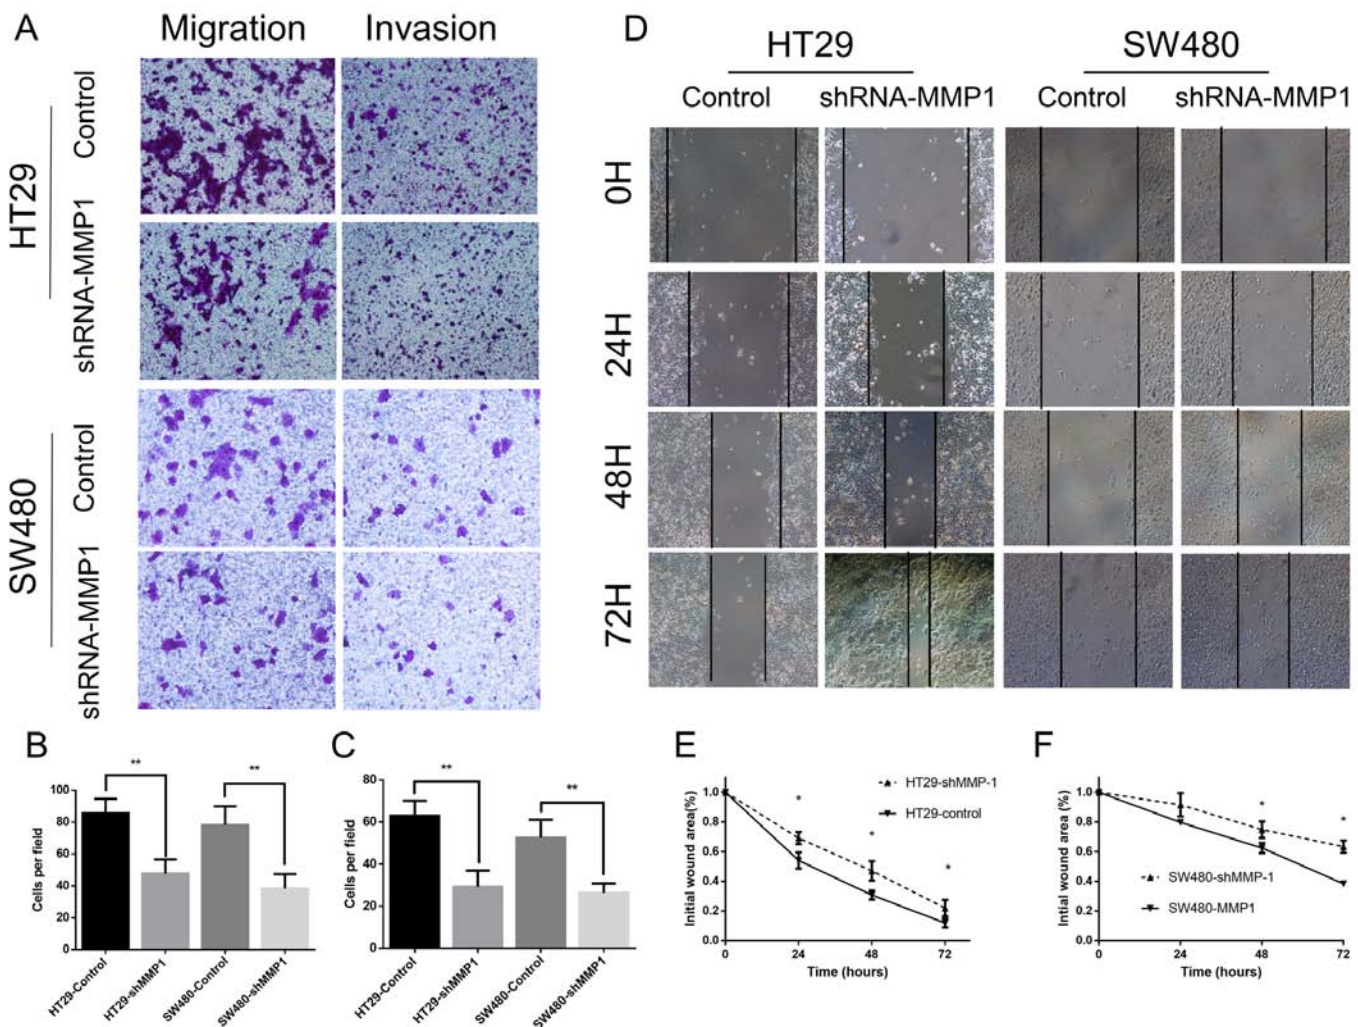 A
Migration
Invasion
HT29
Control
shRNA-MMP1
SW480
Control
shRNA-MMP1
D
HT29
SW480
Control
shRNA-MMP1
Control
shRNA-MMP1
0H
24H
48H
72H
B
**
**
Cells per field
100
80
60
40
20
0
HT29-Control
HT29-shMMP1
SW480-Control
SW480-shMMP1
C
**
**
Cells per field
80
60
40
20
0
HT29-Control
HT29-shMMP1
SW480-Control
SW480-shMMP1
E
HT29-shMMP-1
HT29-control
*
*
*
Initial wound area(%)
1.0
0.8
0.6
0.4
0.2
0.0
0
24
48
72
Time (hours)
F
*
*
SW480-shMMP-1
SW480-MMP1
Intial wound area (%)
1.0
0.8
0.6
0.4
0.2
0.0
0
24
48
72
Time (hours)